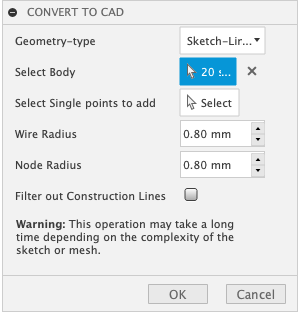 CONVERT TO CAD
Geometry-type Sketch-Lir...
Select Body 20 s...
Select Single points to add Select
Wire Radius 0.80 mm
Node Radius 0.80 mm
Filter out Construction Lines
Warning: This operation may take a long
time depending on the complexity of the
sketch or mesh.
OK Cancel